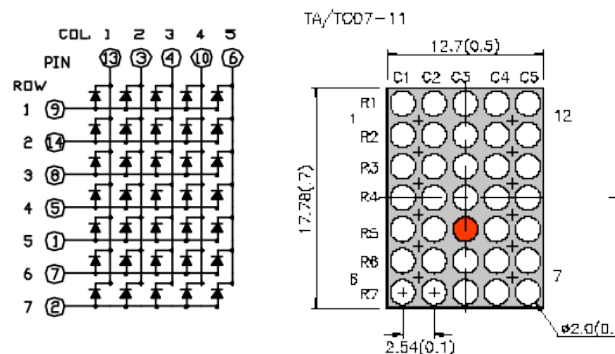 COL. 1 2 3 4 5
PIN 13 3 4 10 6
ROW
1 9
2 14
3 8
4 5
5 1
6 7
7 2
TA/TC07-11
12.7(0.5)
C1 C2 C3 C4 C5
R1
1
12
R2
R3
R4
R5
R6
6
7
R7
17.78(.7)
2.54(0.1)
ø2.0(0.